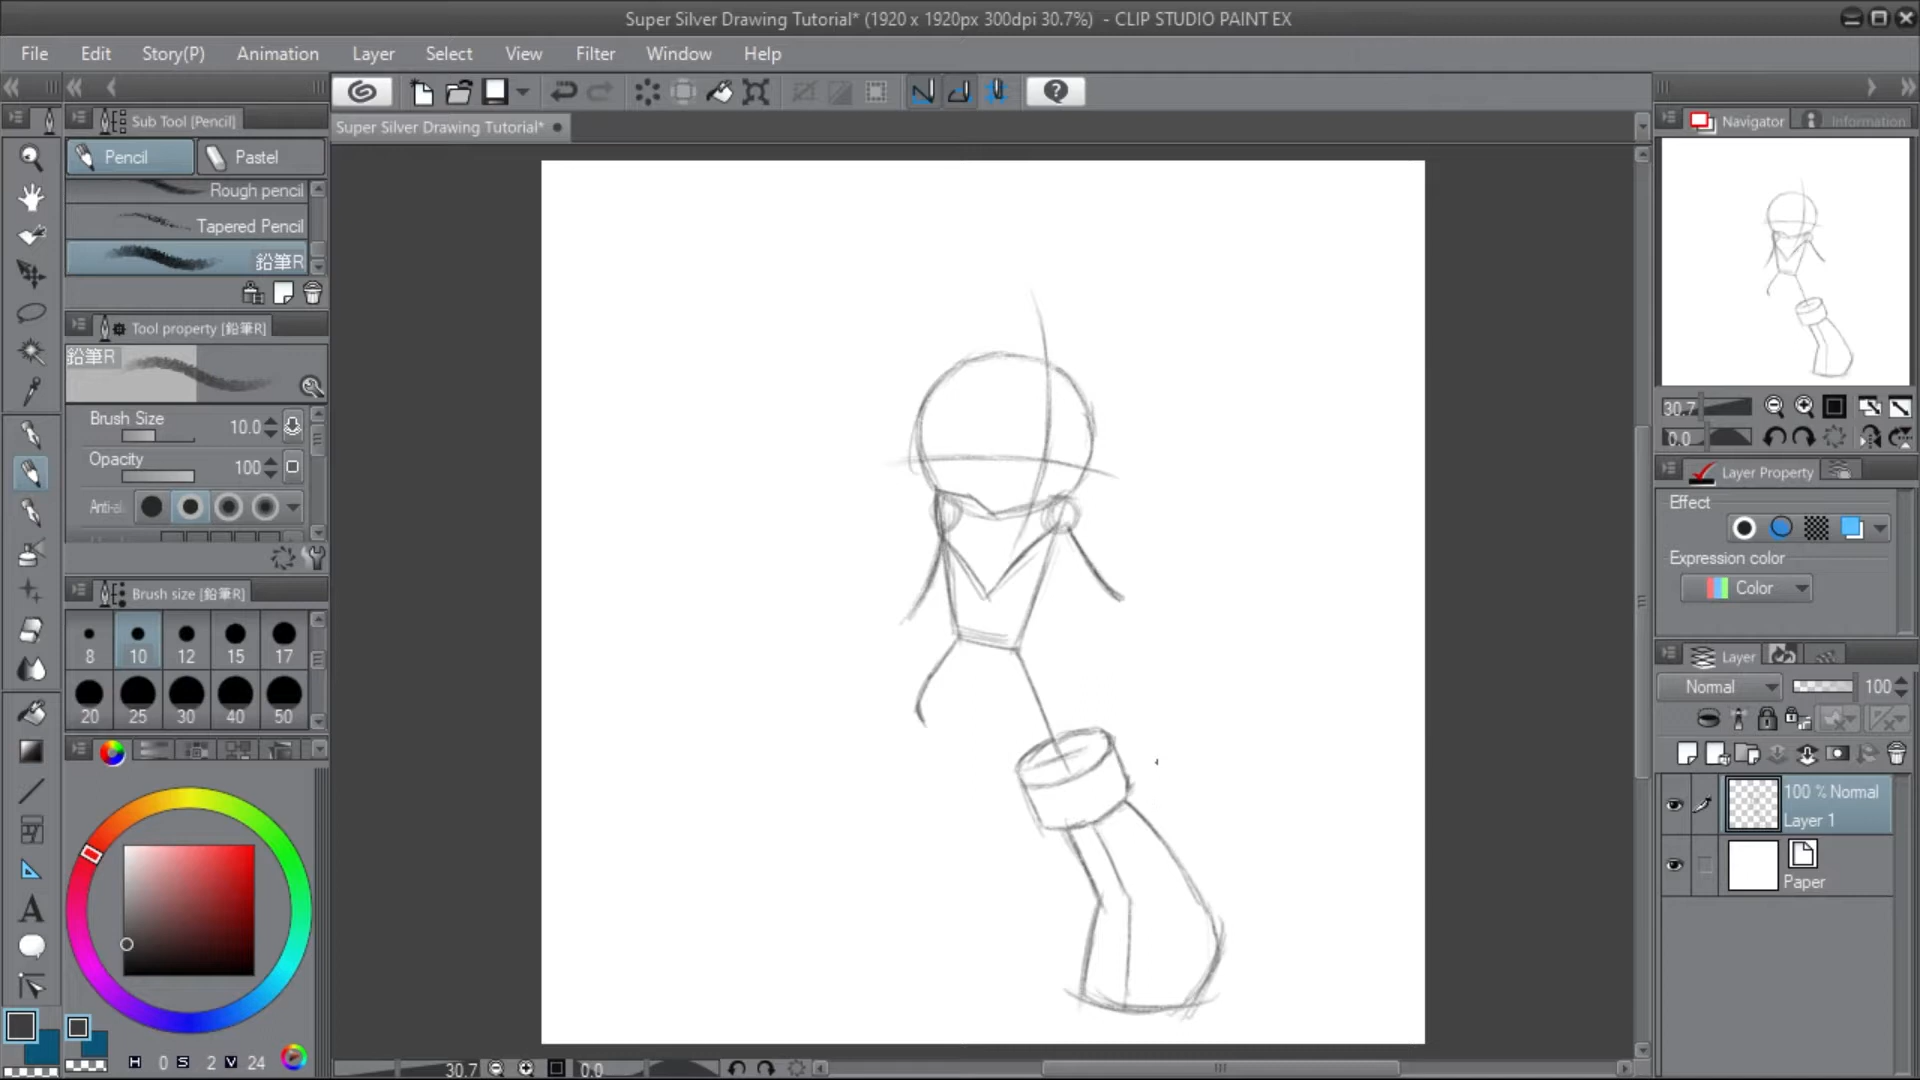 Super Silver Drawing Tutorial* (1920 x 1920px 300dpi 30.7%) - CLIP STUDIO PAINT EX
File Edit Story(P) Animation Layer Select View Filter Window Help
Sub Tool [Pencil]
Super Silver Drawing Tutorial*
Navigator
Information
Pencil
Pastel
Rough pencil
Tapered Pencil
鉛筆R
Tool property [鉛筆R]
鉛筆R
Brush Size 10.0
Opacity 100
Anti-al
Brush size [鉛筆R]
8 10 12 15 17
20 25 30 40 50
H 0 S 2 V 24
30.7 0.0
30.7
0.0
Layer Property
Effect
Expression color
Color
Layer
Normal 100
100 % Normal
Layer 1
Paper